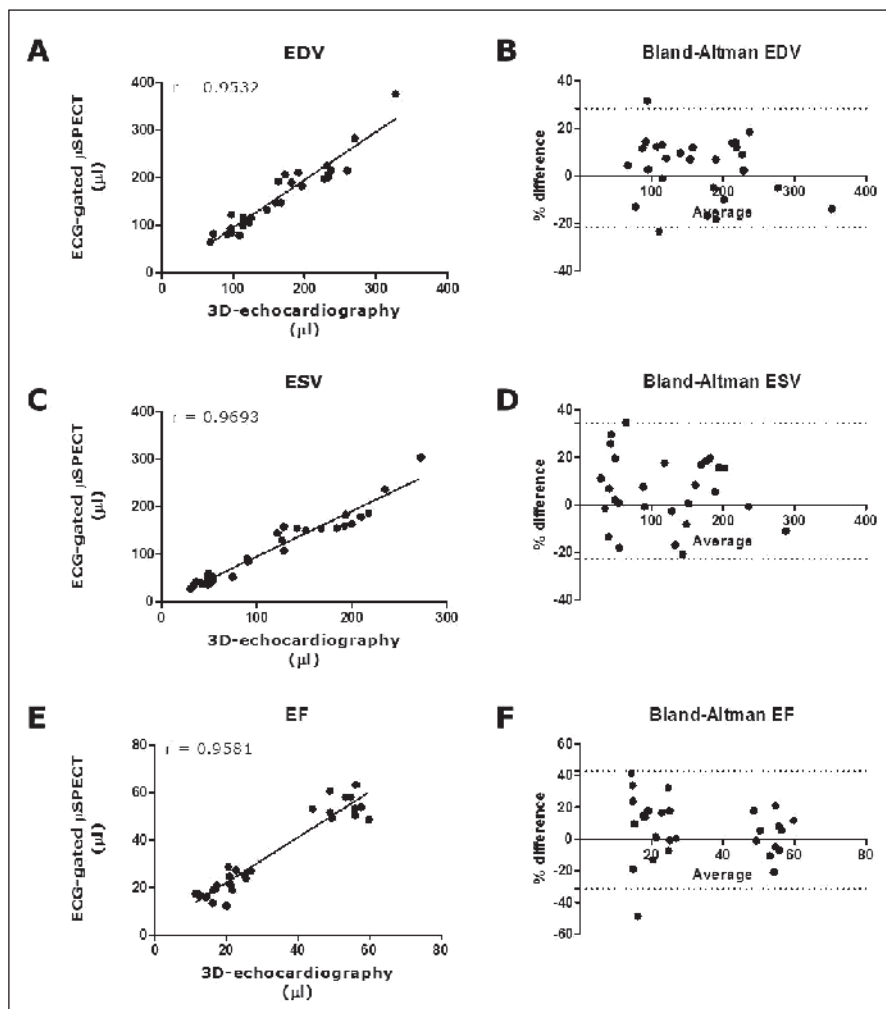 A
EDV
r = 0.9532
ECG-gated μSPECT
(μl)
400
300
200
100
0
100
200
300
400
3D-echocardiography
(μl)
B
Bland-Altman EDV
% difference
40
20
0
-20
-40
100
200
300
400
Average
C
ESV
r = 0.9693
ECG-gated μSPECT
(μl)
400
300
200
100
0
0
100
200
300
3D-echocardiography
(μl)
D
Bland-Altman ESV
% difference
40
20
0
-20
-40
100
200
300
400
Average
E
EF
r = 0.9581
ECG-gated μSPECT
(μl)
80
60
40
20
0
0
20
40
60
80
3D-echocardiography
(μl)
F
Bland-Altman EF
% difference
60
40
20
0
-20
-40
-60
20
40
60
80
Average